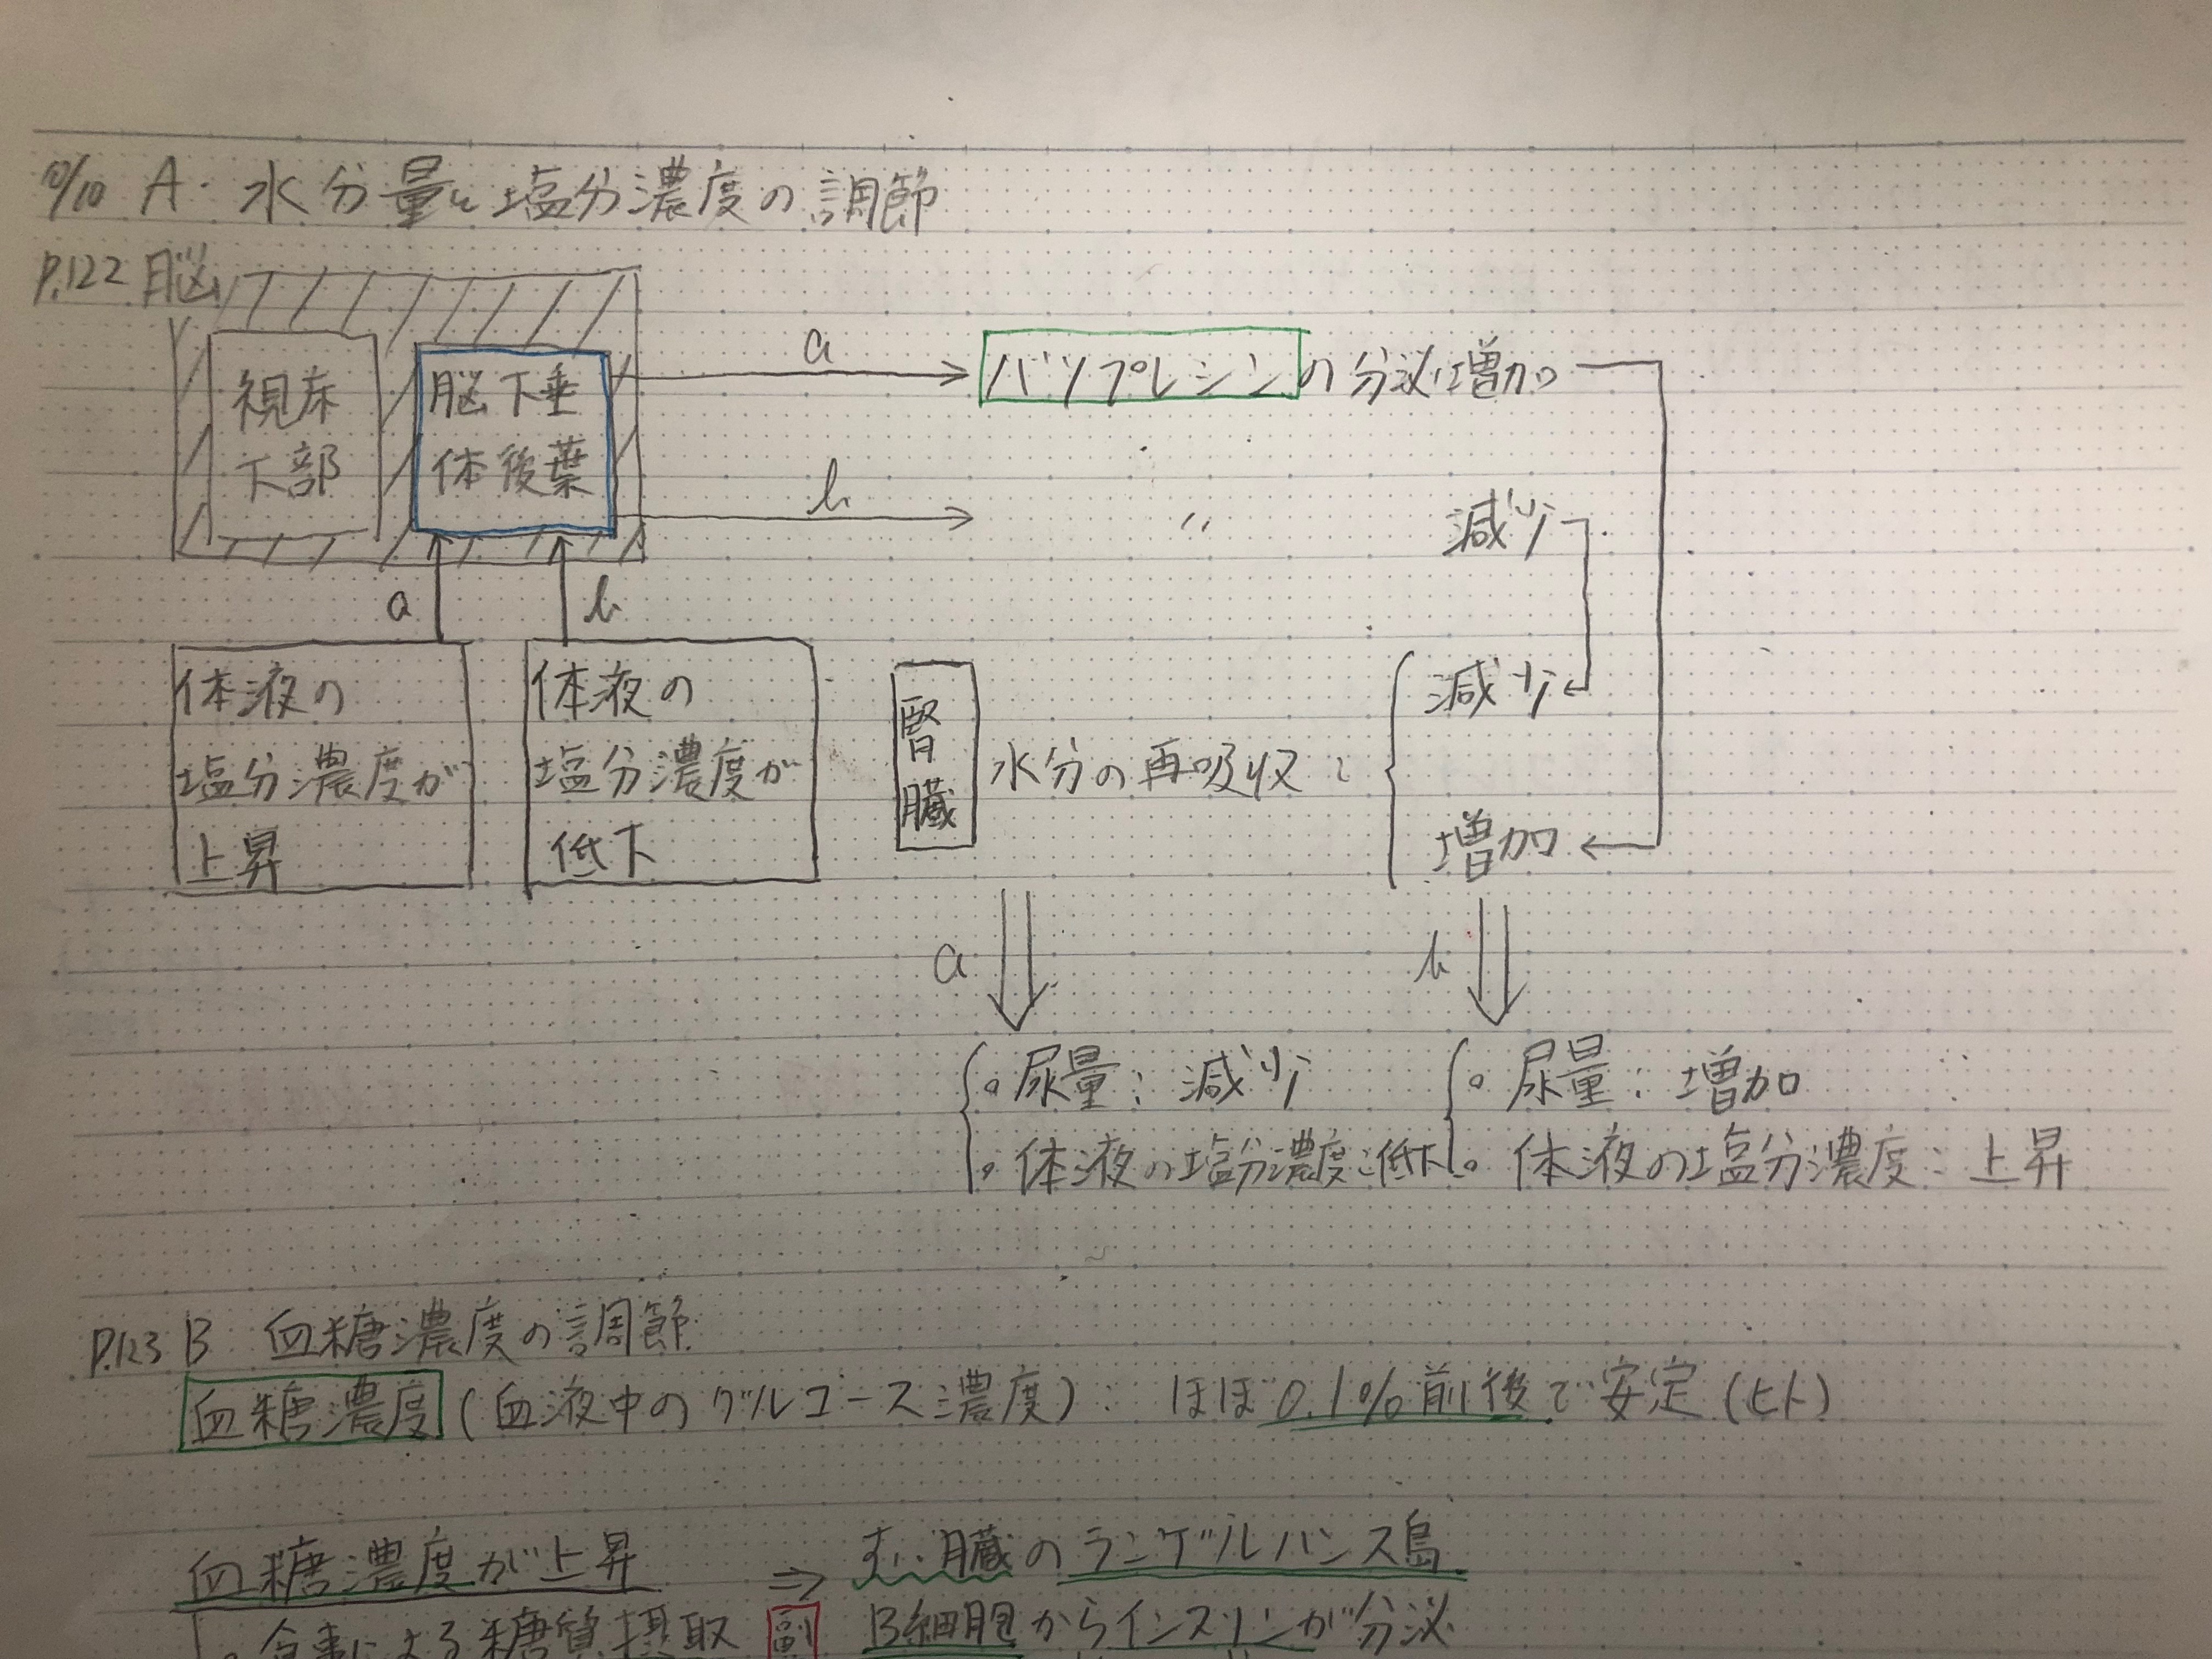 10/10 A. 水分量と塩分濃度の調節
P.122 脳
視床下部
脳下垂体後葉
a
バソプレシンの分泌増加
b
〃 減少
a
b
体液の
塩分濃度が
上昇
体液の
塩分濃度が
低下
腎臓
水分の再吸収:
減少
増加
a
b
尿量:減少
体液の塩分濃度:低下
尿量:増加
体液の塩分濃度:上昇
P.123 B 血糖濃度の調節
血糖濃度(血液中のグルコース濃度): ほぼ0.1%前後で安定(ヒト)
血糖濃度が上昇 ⇒ すい臓のランゲルハンス島
食事による糖質摂取 副 B細胞からインスリンが分泌